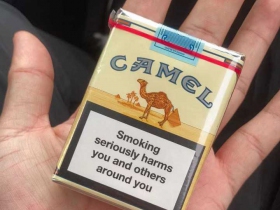 CAMEL
Smoking
seriously harms
you and others
around you